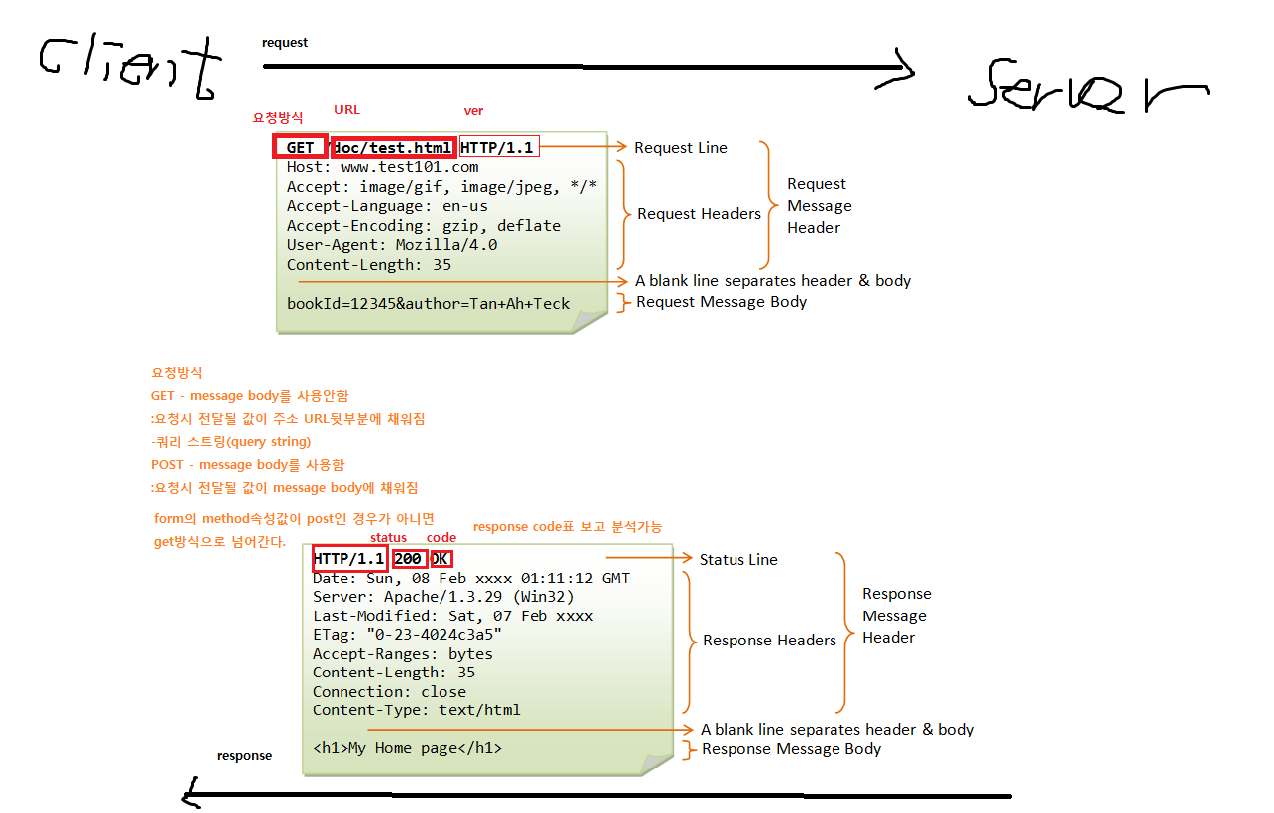 Client
request
Server
요청방식
URL
ver
GET /doc/test.html HTTP/1.1
Request Line
Host: www.test101.com
Accept: image/gif, image/jpeg, */*
Accept-Language: en-us
Accept-Encoding: gzip, deflate
User-Agent: Mozilla/4.0
Content-Length: 35
Request Headers
Request
Message
Header
A blank line separates header & body
bookId=12345&author=Tan+Ah+Teck
Request Message Body
요청방식
GET - message body를 사용안함
:요청시 전달될 값이 주소 URL뒷부분에 채워짐
-쿼리 스트링(query string)
POST - message body를 사용함
:요청시 전달될 값이 message body에 채워짐
form의 method속성값이 post인 경우가 아니면
get방식으로 넘어간다.
status
code
response code표 보고 분석가능
HTTP/1.1 200 OK
Status Line
Date: Sun, 08 Feb xxxx 01:11:12 GMT
Server: Apache/1.3.29 (Win32)
Last-Modified: Sat, 07 Feb xxxx
ETag: "0-23-4024c3a5"
Accept-Ranges: bytes
Content-Length: 35
Connection: close
Content-Type: text/html
Response Headers
Response
Message
Header
A blank line separates header & body
<h1>My Home page</h1>
Response Message Body
response